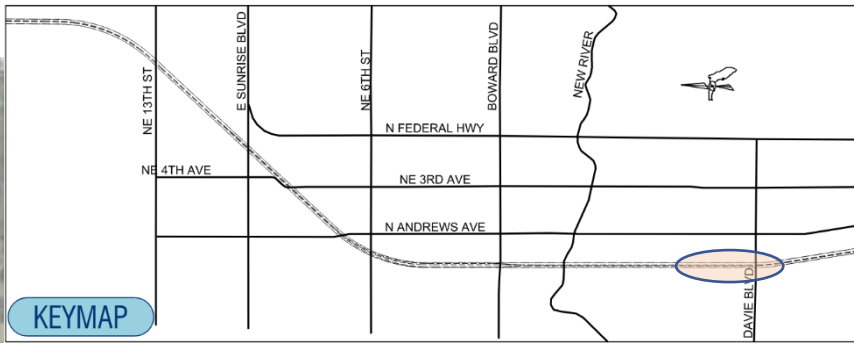 NE 13TH ST
E SUNRISE BLVD
NE 6TH ST
BOWARD BLVD
NEW RIVER
N FEDERAL HWY
NE 4TH AVE
NE 3RD AVE
N ANDREWS AVE
DAVIE BLVD
KEYMAP